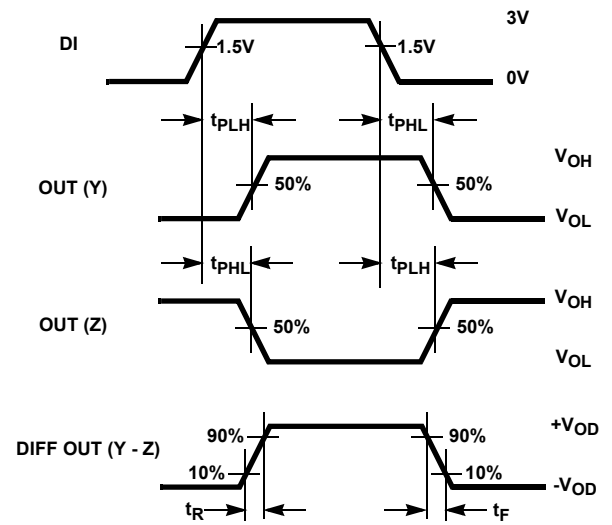 3V
DI
1.5V
1.5V
0V
tPLH
tPHL
VOH
OUT (Y)
50%
50%
VOL
tPHL
tPLH
VOH
OUT (Z)
50%
50%
VOL
+VOD
DIFF OUT (Y - Z)
90%
90%
10%
10%
-VOD
tR
tF